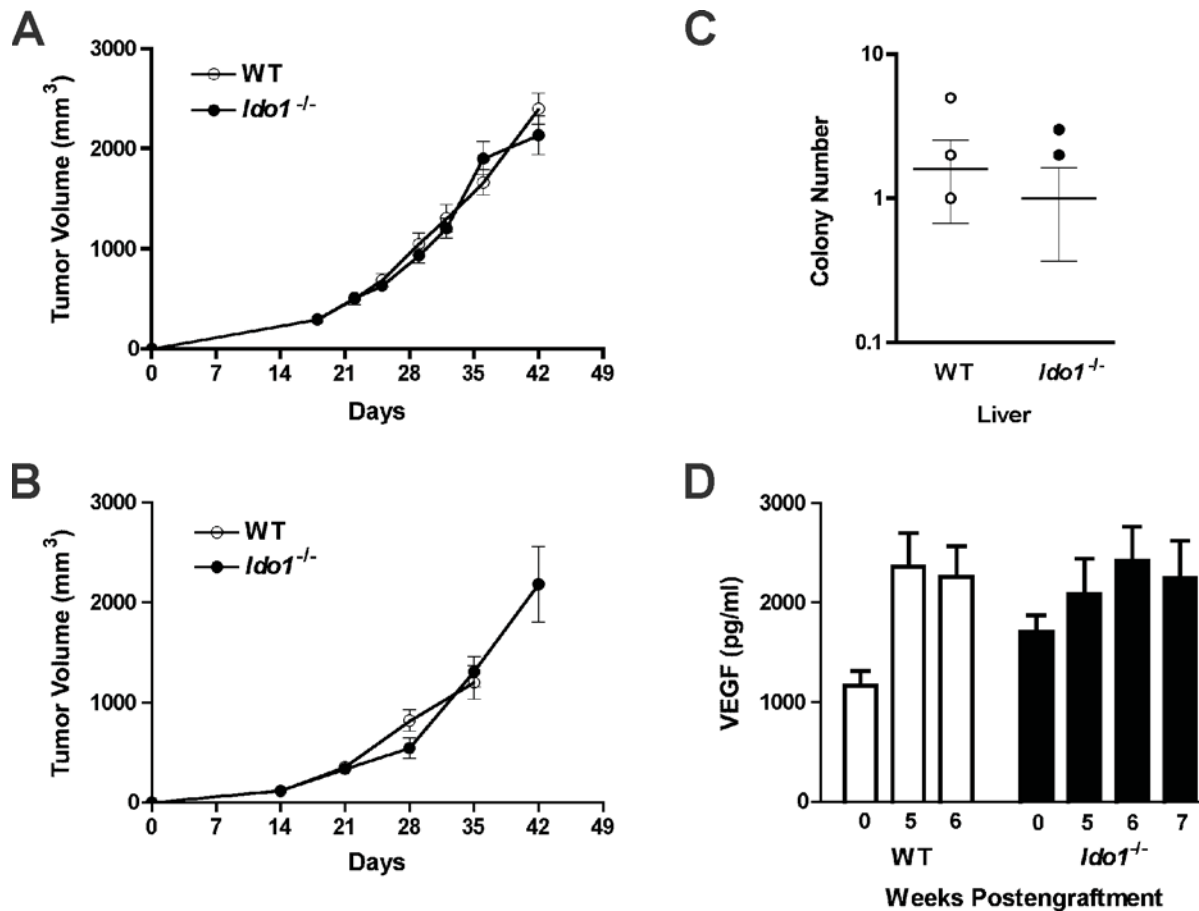 A
3000
2000
1000
0
Tumor Volume (mm³)
WT
Ido1 -/-
0 7 14 21 28 35 42 49
Days
B
3000
2000
1000
0
Tumor Volume (mm³)
WT
Ido1 -/-
0 7 14 21 28 35 42 49
Days
C
10
1
0.1
Colony Number
WT Ido1 -/-
Liver
D
3000
2000
1000
0
VEGF (pg/ml)
0 5 6 0 5 6 7
WT Ido1 -/-
Weeks Postengraftment